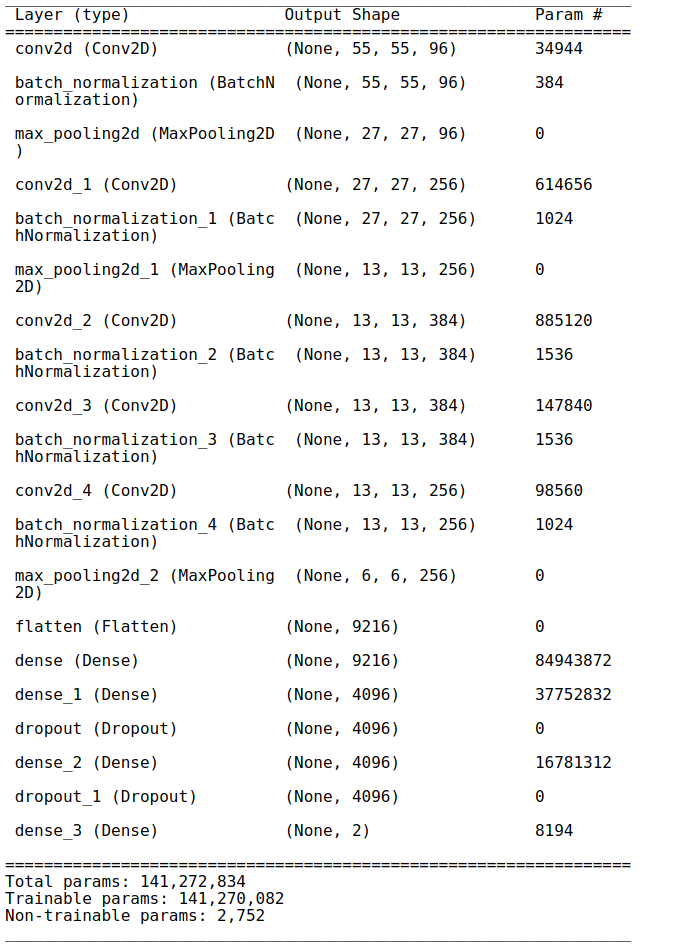 Layer (type) Output Shape Param #
conv2d (Conv2D) (None, 55, 55, 96) 34944
batch_normalization (BatchN (None, 55, 55, 96) 384
ormalization)
max_pooling2d (MaxPooling2D (None, 27, 27, 96) 0
)
conv2d_1 (Conv2D) (None, 27, 27, 256) 614656
batch_normalization_1 (Batc (None, 27, 27, 256) 1024
hNormalization)
max_pooling2d_1 (MaxPooling (None, 13, 13, 256) 0
2D)
conv2d_2 (Conv2D) (None, 13, 13, 384) 885120
batch_normalization_2 (Batc (None, 13, 13, 384) 1536
hNormalization)
conv2d_3 (Conv2D) (None, 13, 13, 384) 147840
batch_normalization_3 (Batc (None, 13, 13, 384) 1536
hNormalization)
conv2d_4 (Conv2D) (None, 13, 13, 256) 98560
batch_normalization_4 (Batc (None, 13, 13, 256) 1024
hNormalization)
max_pooling2d_2 (MaxPooling (None, 6, 6, 256) 0
2D)
flatten (Flatten) (None, 9216) 0
dense (Dense) (None, 9216) 84943872
dense_1 (Dense) (None, 4096) 37752832
dropout (Dropout) (None, 4096) 0
dense_2 (Dense) (None, 4096) 16781312
dropout_1 (Dropout) (None, 4096) 0
dense_3 (Dense) (None, 2) 8194
Total params: 141,272,834
Trainable params: 141,270,082
Non-trainable params: 2,752